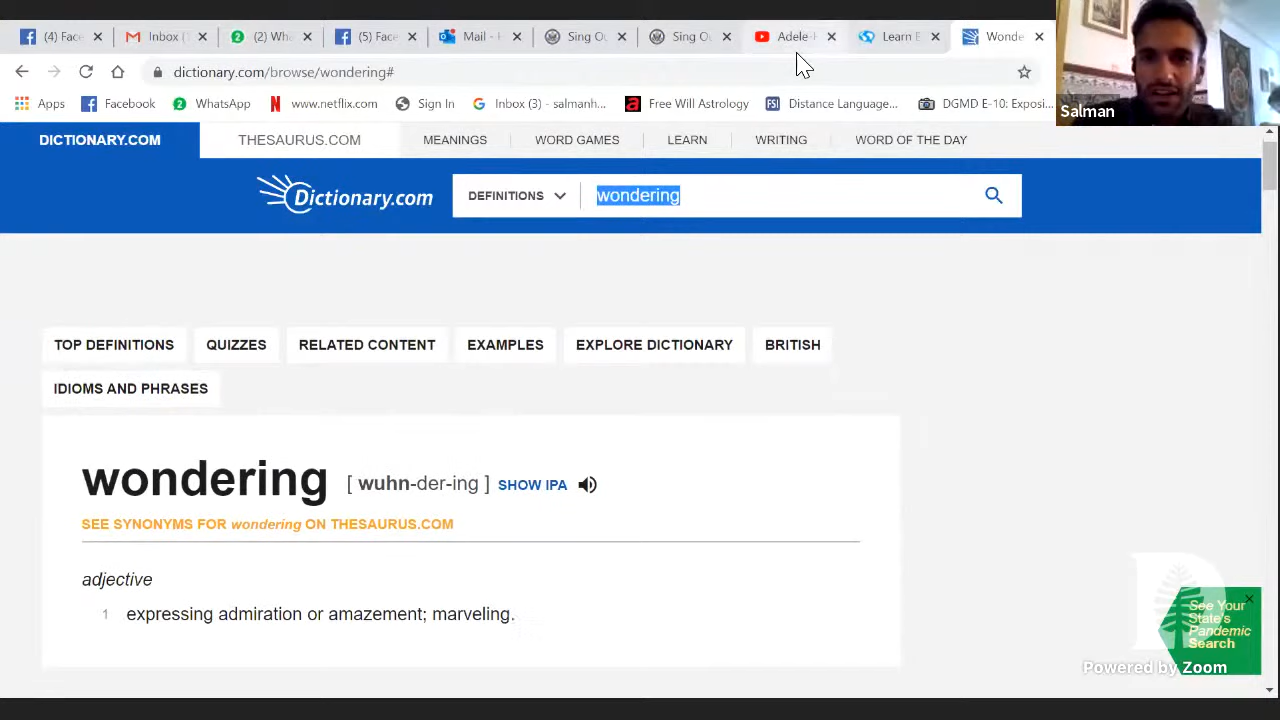 (4) Face
Inbox (
(2) Wh
(5) Face
Mail -
Sing O
Sing O
Adele -
Learn E
Wonde
dictionary.com/browse/wondering#
Apps
Facebook
WhatsApp
www.netflix.com
Sign In
Inbox (3) - salmanh...
Free Will Astrology
Distance Language...
DGMD E-10: Exposi...
Salman
DICTIONARY.COM
THESAURUS.COM
MEANINGS
WORD GAMES
LEARN
WRITING
WORD OF THE DAY
Dictionary.com
DEFINITIONS
wondering
TOP DEFINITIONS
QUIZZES
RELATED CONTENT
EXAMPLES
EXPLORE DICTIONARY
BRITISH
IDIOMS AND PHRASES
wondering [ wuhn-der-ing ] SHOW IPA
SEE SYNONYMS FOR wondering ON THESAURUS.COM
adjective
1 expressing admiration or amazement; marveling.
See Your
State's
Pandemic
Search
Powered by Zoom